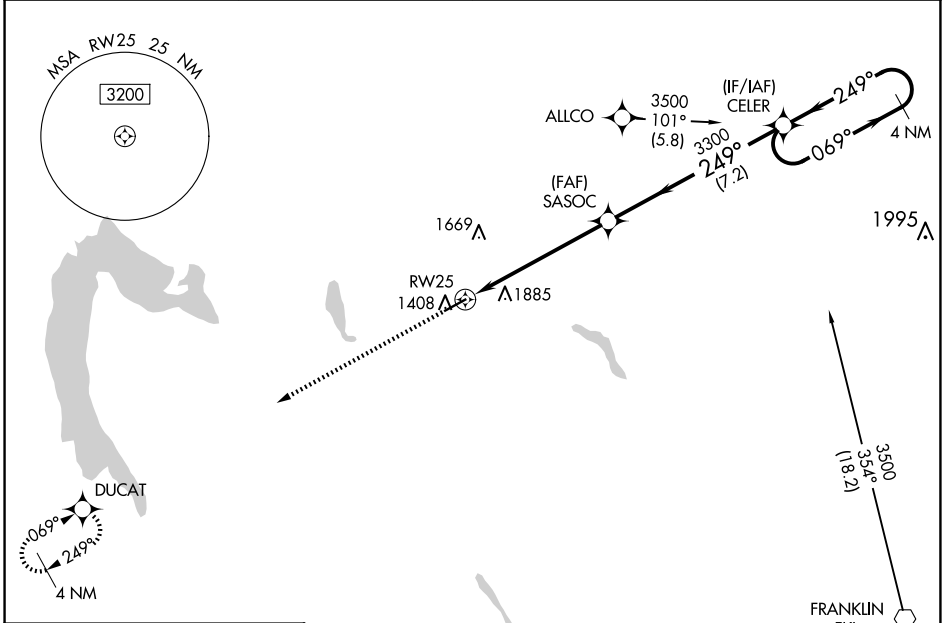 MSA RW25 25 NM
3200
(IF/IAF)
CELER
249°
069°
4 NM
ALLCO
3500
101°
(5.8)
3300
249°
(7.2)
(FAF)
SASOC
1669
1995
RW25
1408
1885
3500
354°
(18.2)
DUCAT
069°
249°
4 NM
FRANKLIN